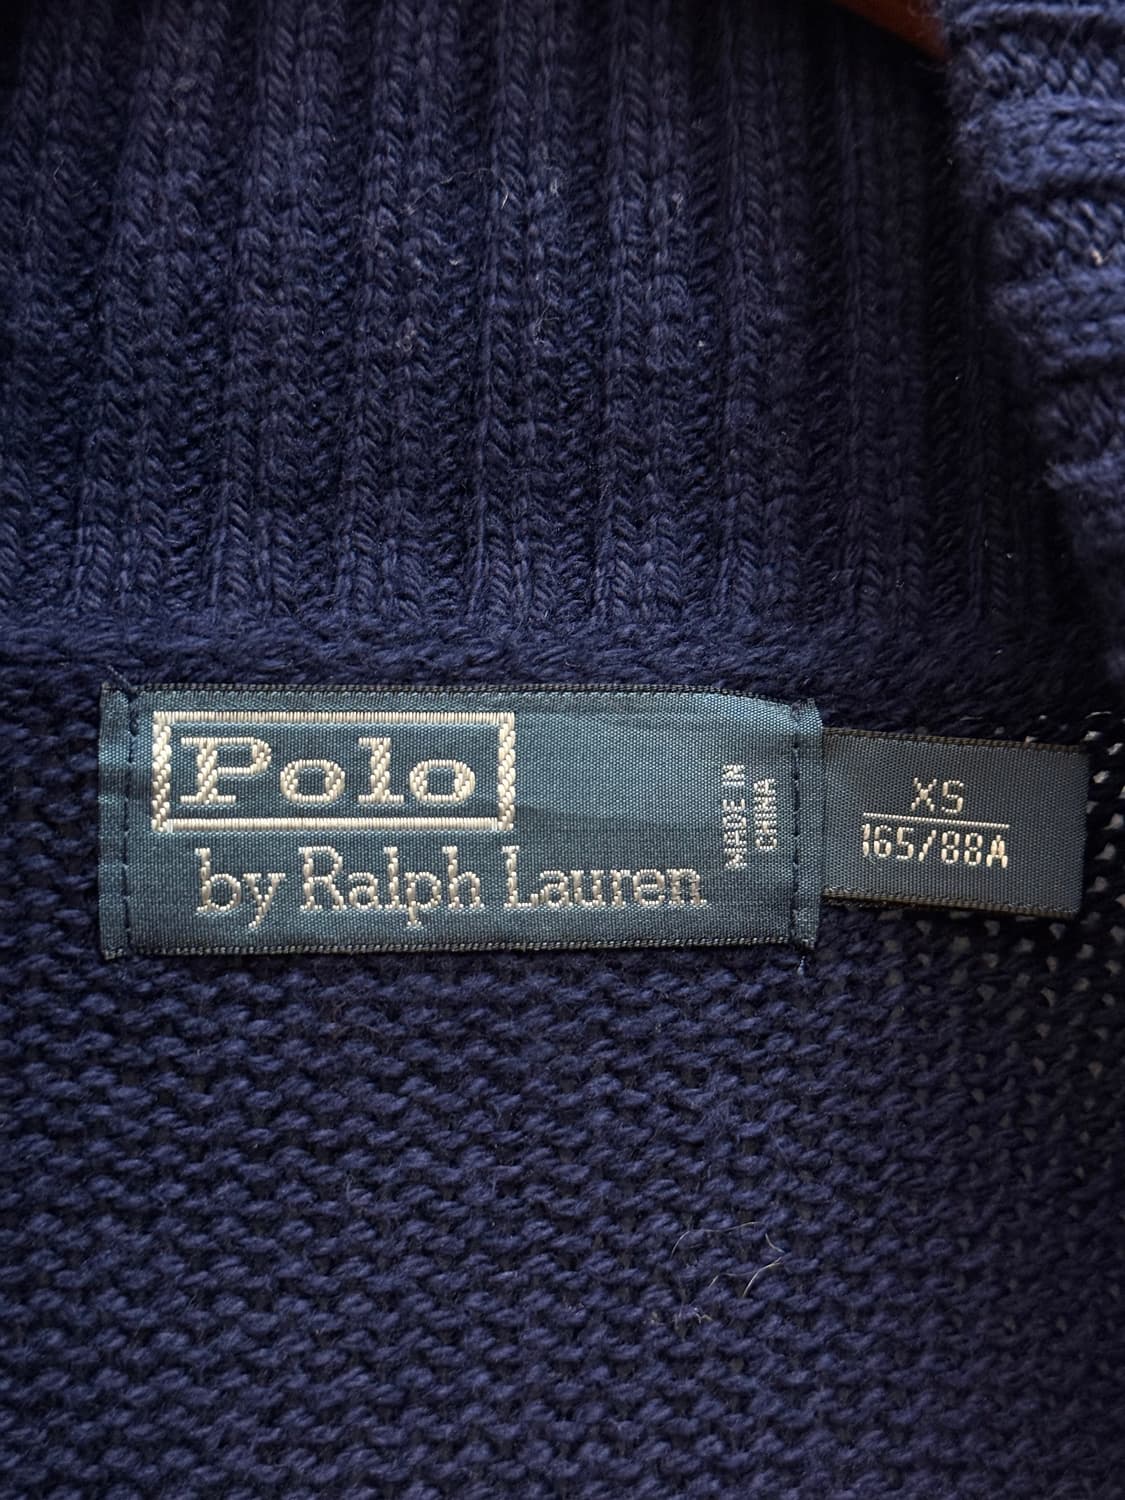 Polo
by Ralph Lauren
MADE IN
CHINA
XS
165/88A